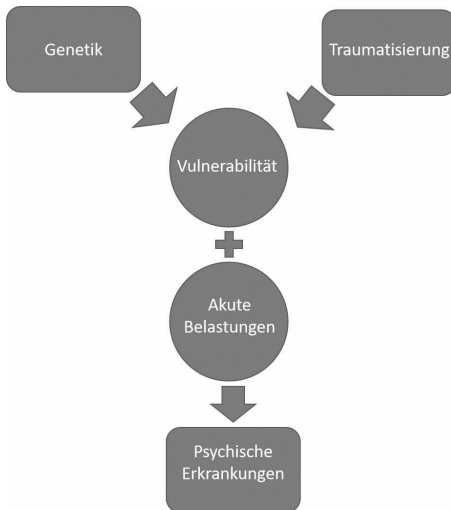 Genetik
Traumatisierung
Vulnerabilität
Akute
Belastungen
Psychische
Erkrankungen